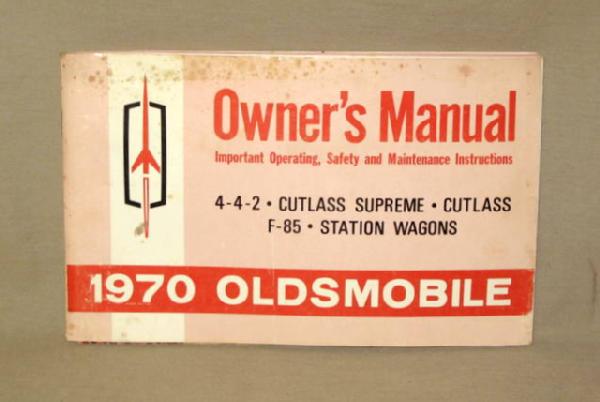 Owner's Manual
Important Operating, Safety and Maintenance Instructions
4-4-2 • CUTLASS SUPREME • CUTLASS
F-85 • STATION WAGONS
1970 OLDSMOBILE